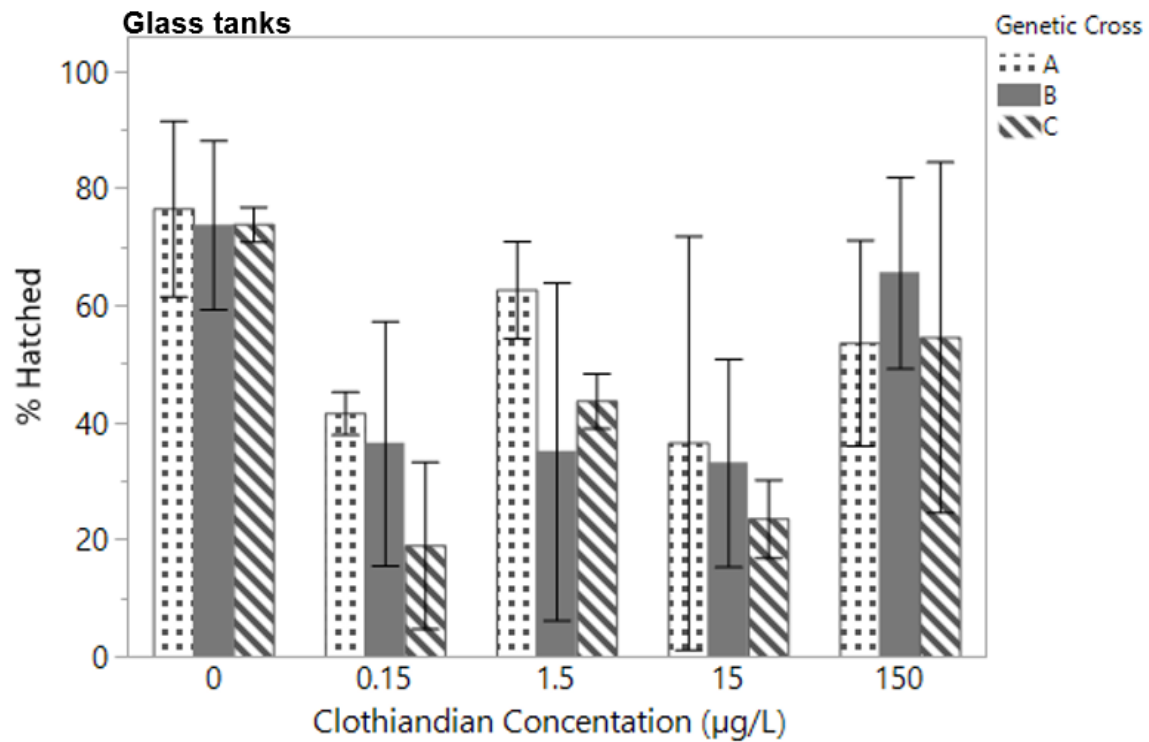 Glass tanks
Genetic Cross
A
B
C
100
80
60
40
20
0
% Hatched
0 0.15 1.5 15 150
Clothiandian Concentation (µg/L)